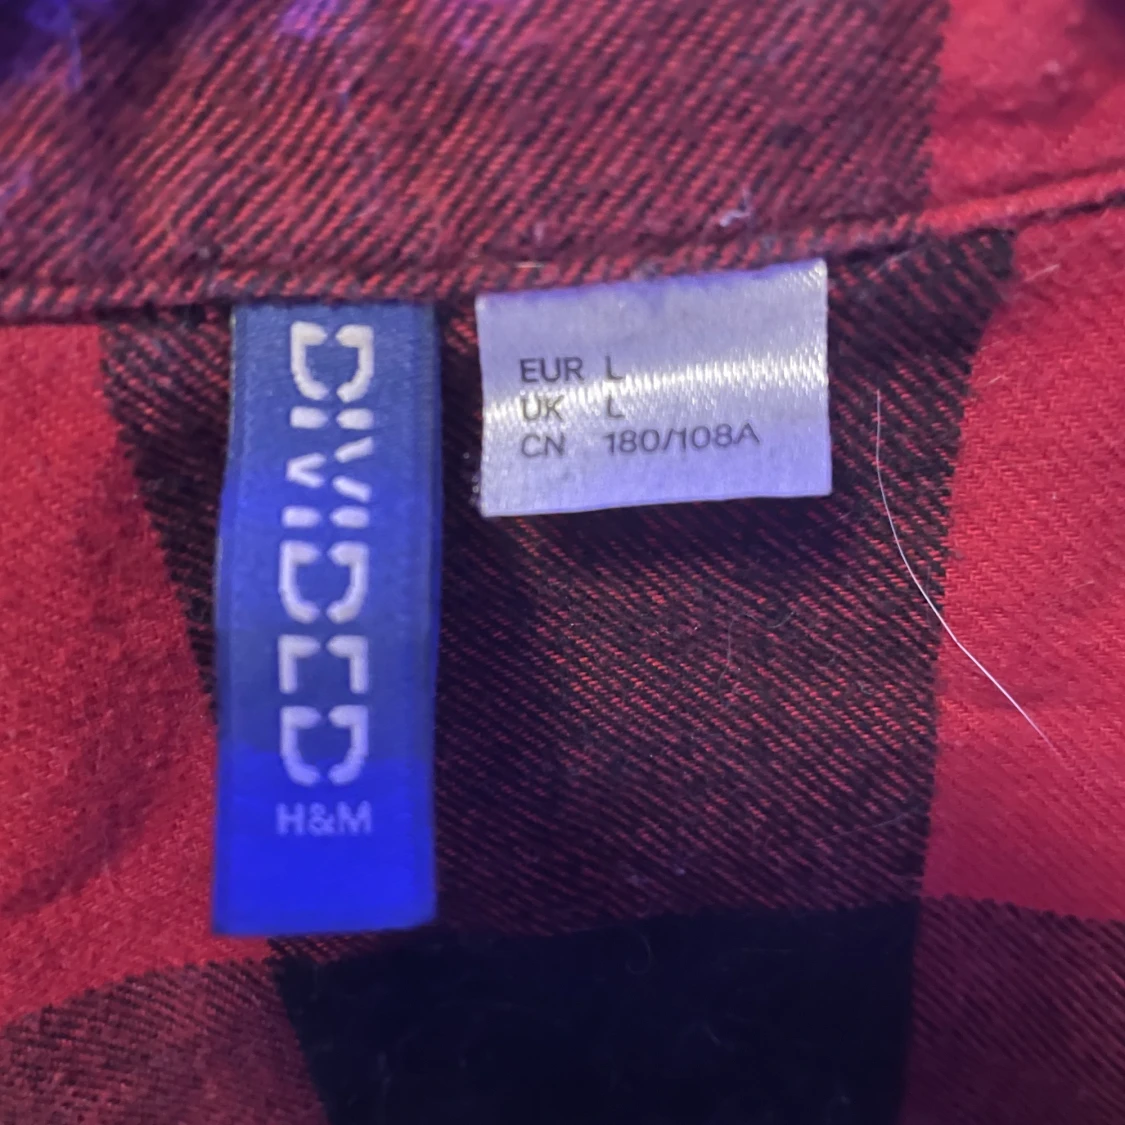 DIVIDED
H&M
EUR L
UK L
CN 180/108A